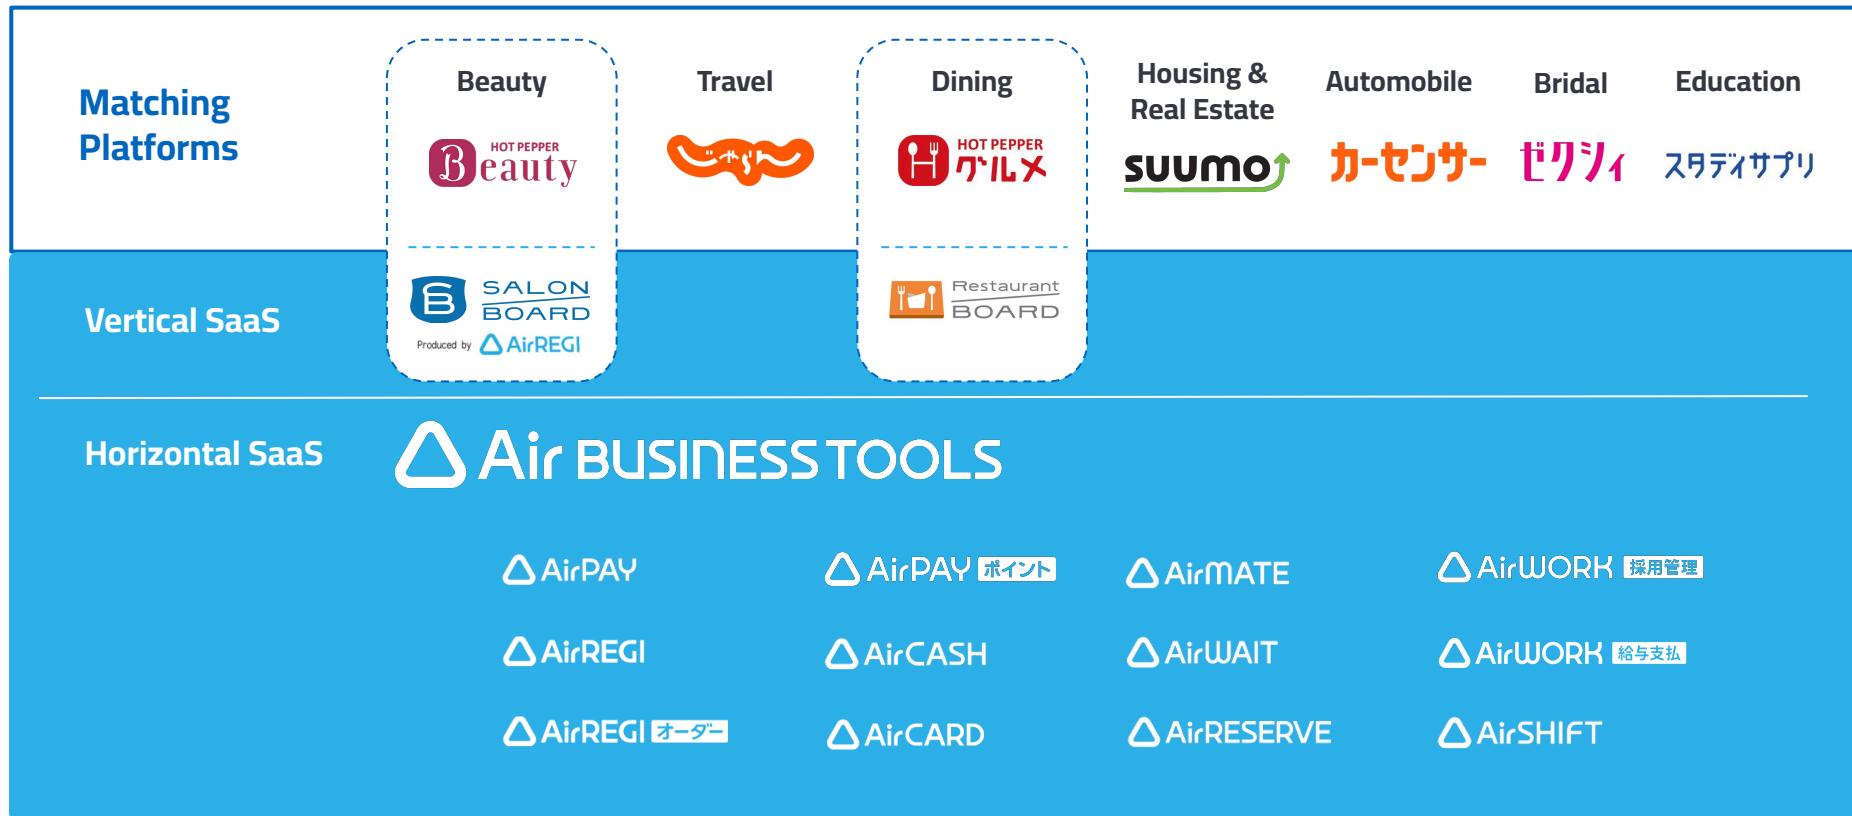 Matching
Platforms
Beauty
HOT PEPPER
Beauty
Travel
じゃらん
Dining
HOT PEPPER
グルメ
Housing &
Real Estate
SUUMO
Automobile
カーセンサー
Bridal
ゼクシィ
Education
スタディサプリ
Vertical SaaS
SALON
BOARD
Produced by AirREGI
Restaurant
BOARD
Horizontal SaaS
Air BUSINESS TOOLS
AirPAY
AirPAY ポイント
AirMATE
AirWORK 採用管理
AirREGI
AirCASH
AirWAIT
AirWORK 給与支払
AirREGI オーダー
AirCARD
AirRESERVE
AirSHIFT